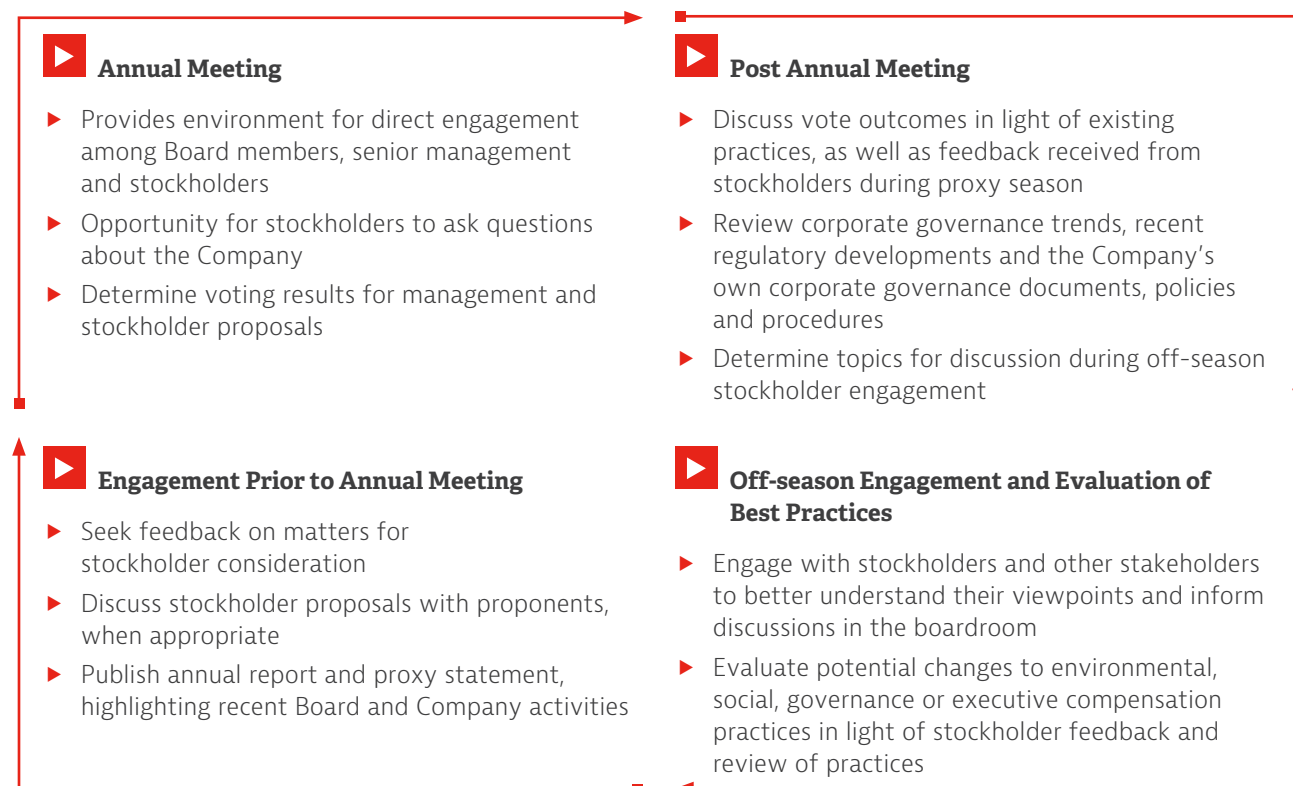 Annual Meeting
Provides environment for direct engagement
among Board members, senior management
and stockholders
Opportunity for stockholders to ask questions
about the Company
Determine voting results for management and
stockholder proposals
Post Annual Meeting
Discuss vote outcomes in light of existing
practices, as well as feedback received from
stockholders during proxy season
Review corporate governance trends, recent
regulatory developments and the Company's
own corporate governance documents, policies
and procedures
Determine topics for discussion during off-season
stockholder engagement
Engagement Prior to Annual Meeting
Seek feedback on matters for
stockholder consideration
Discuss stockholder proposals with proponents,
when appropriate
Publish annual report and proxy statement,
highlighting recent Board and Company activities
Off-season Engagement and Evaluation of
Best Practices
Engage with stockholders and other stakeholders
to better understand their viewpoints and inform
discussions in the boardroom
Evaluate potential changes to environmental,
social, governance or executive compensation
practices in light of stockholder feedback and
review of practices